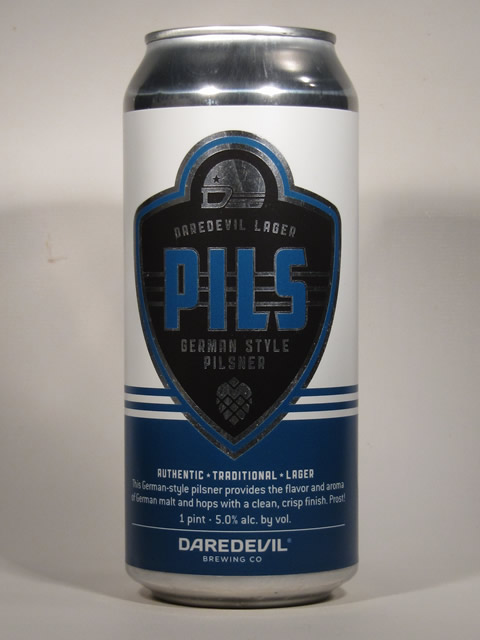 DAREDEVIL LAGER
PILS
GERMAN STYLE
PILSNER
AUTHENTIC • TRADITIONAL • LAGER
This German-style pilsner provides the flavor and aroma
of German malt and hops with a clean, crisp finish. Prost!
1 pint · 5.0% alc. by vol.
DAREDEVIL®
BREWING CO